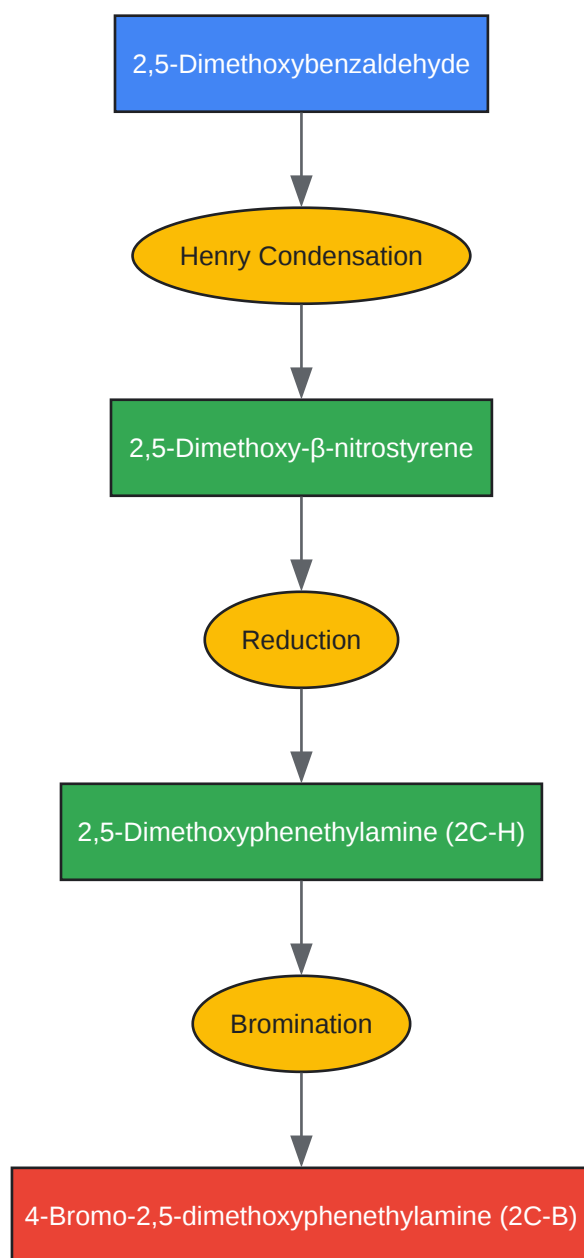 2,5-Dimethoxybenzaldehyde
Henry Condensation
2,5-Dimethoxy-β-nitrostyrene
Reduction
2,5-Dimethoxyphenethylamine (2C-H)
Bromination
4-Bromo-2,5-dimethoxyphenethylamine (2C-B)